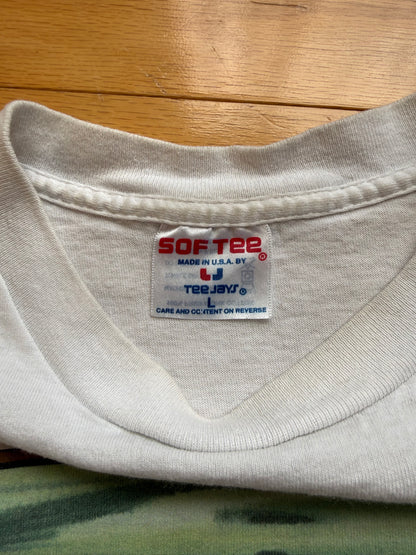 SOFTEE®
MADE IN U.S.A. BY
TEEJAYS®
L
CARE AND CONTENT ON REVERSE